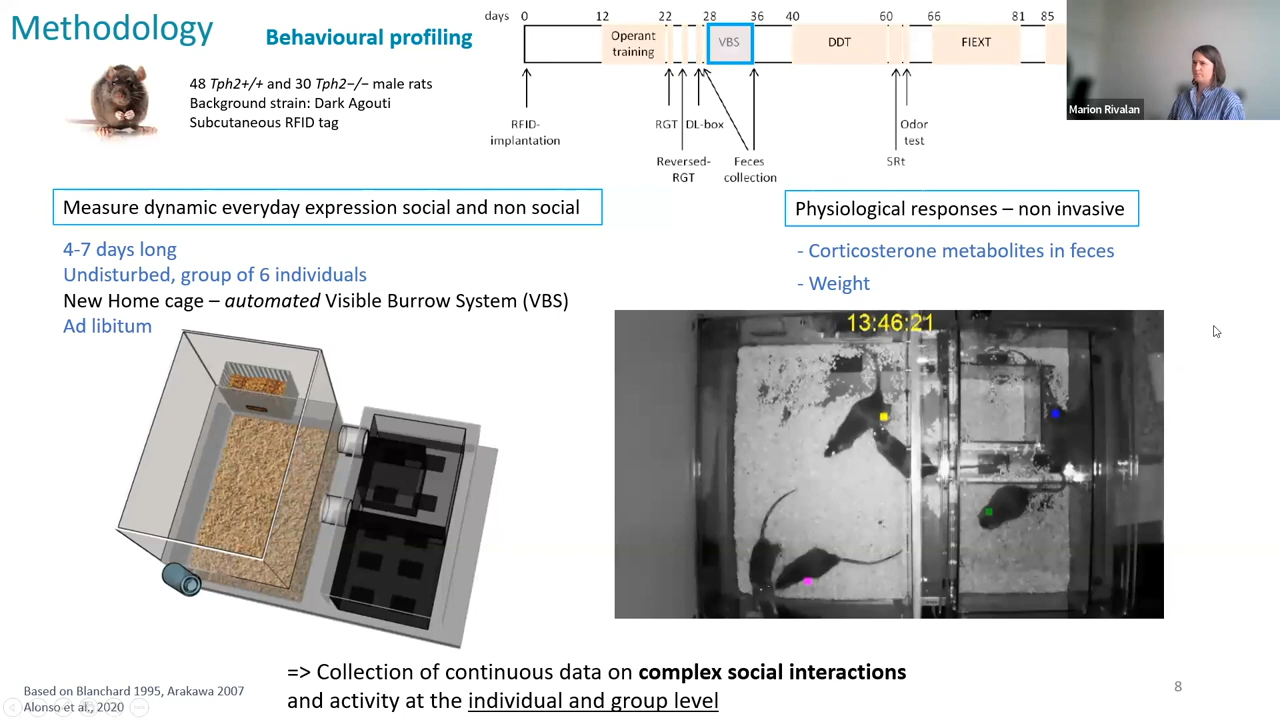 Methodology
Behavioural profiling
48 Tph2+/+ and 30 Tph2−/− male rats
Background strain: Dark Agouti
Subcutaneous RFID tag
days 0 12 22 28 36 40 60 66 81 85
Operant
training
VBS
DDT
FIEXT
RFID-
implantation
RGT
DL-box
Reversed-
RGT
Feces
collection
Odor
test
SRt
Marion Rivalan
Measure dynamic everyday expression social and non social
4-7 days long
Undisturbed, group of 6 individuals
New Home cage – automated Visible Burrow System (VBS)
Ad libitum
Physiological responses – non invasive
- Corticosterone metabolites in feces
- Weight
13:46:21
=> Collection of continuous data on complex social interactions
and activity at the individual and group level
Based on Blanchard 1995, Arakawa 2007
Alonso et al., 2020
8